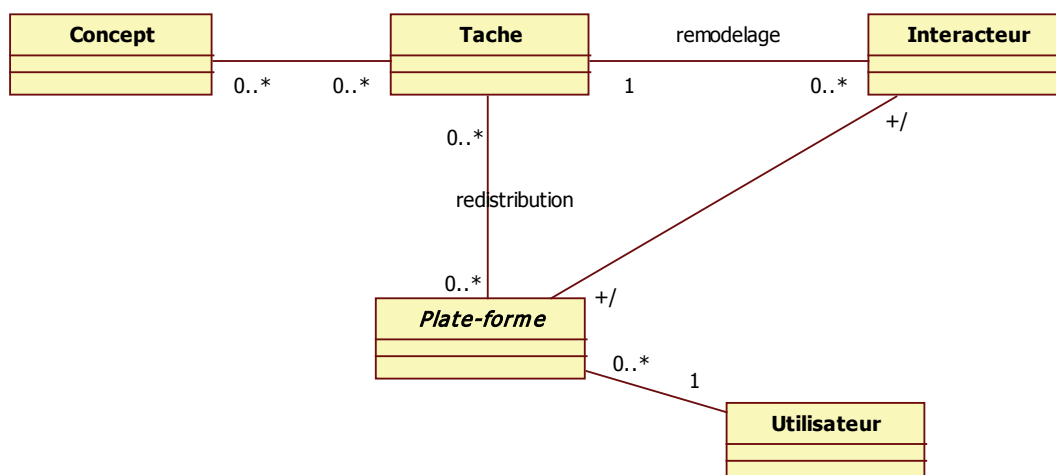 Concept
Tache
remodelage
Interacteur
0..*
0..*
1
0..*
+/
0..*
redistribution
0..*
+/
Plate-forme
0..*
1
Utilisateur